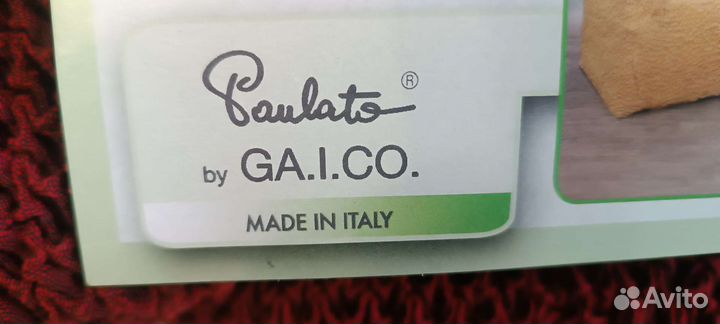 Paulato ®
by GA.I.CO.
MADE IN ITALY
Avito